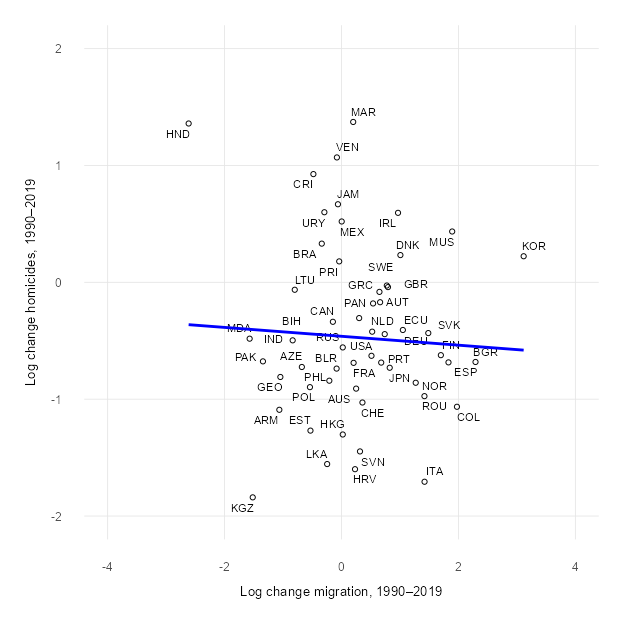 2
MAR
HND
VEN
1
CRI
JAM
URY
IRL
MEX
MUS
BRA
DNK
KOR
PRI
SWE
0
LTU
GRC
GBR
PAN
AUT
CAN
BIH
NLD
ECU
SVK
MDA
IND
RUS
USA
DEU
FIN
BGR
PAK
AZE
BLR
PRT
ESP
-1
GEO
PHL
FRA
JPN
NOR
POL
AUS
ROU
ARM
EST
HKG
CHE
COL
LKA
SVN
HRV
ITA
KGZ
-2
-4
-2
0
2
4
Log change migration, 1990–2019
Log change homicides, 1990–2019